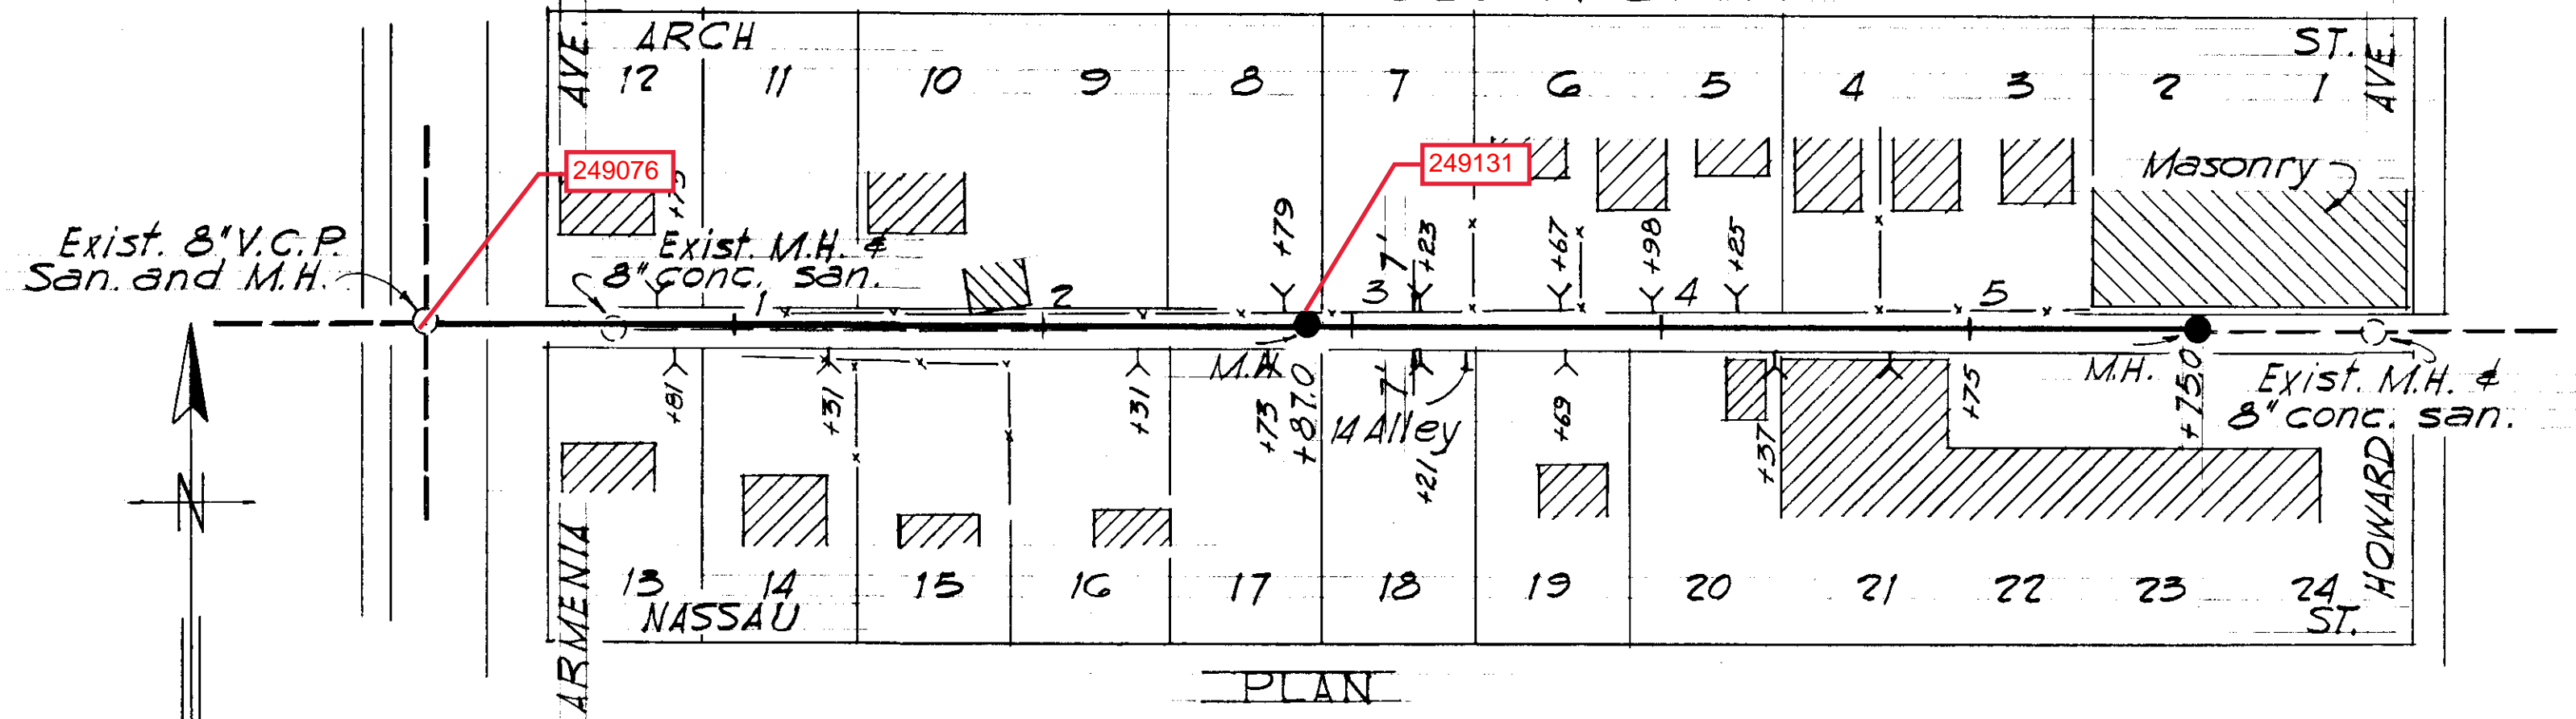 ARCH
ST.
AVE.
AVE.
12 11 10 9 8 7 6 5 4 3 2 1
249076
249131
Masonry
+79
+23
+67
+98
+25
7'
Exist. 8" V.C.P.
San. and M.H.
Exist. M.H. &
8" conc. san.
1 2 3 4 5
M.H.
M.H.
Exist. M.H. &
8" conc. san.
+81
+31
+31
+73
+87.0
7'
14 Alley
+21
+69
+37
+75
+75.0
N
13 14 15 16 17 18 19 20 21 22 23 24
NASSAU
ST.
ARMENIA
HOWARD
PLAN